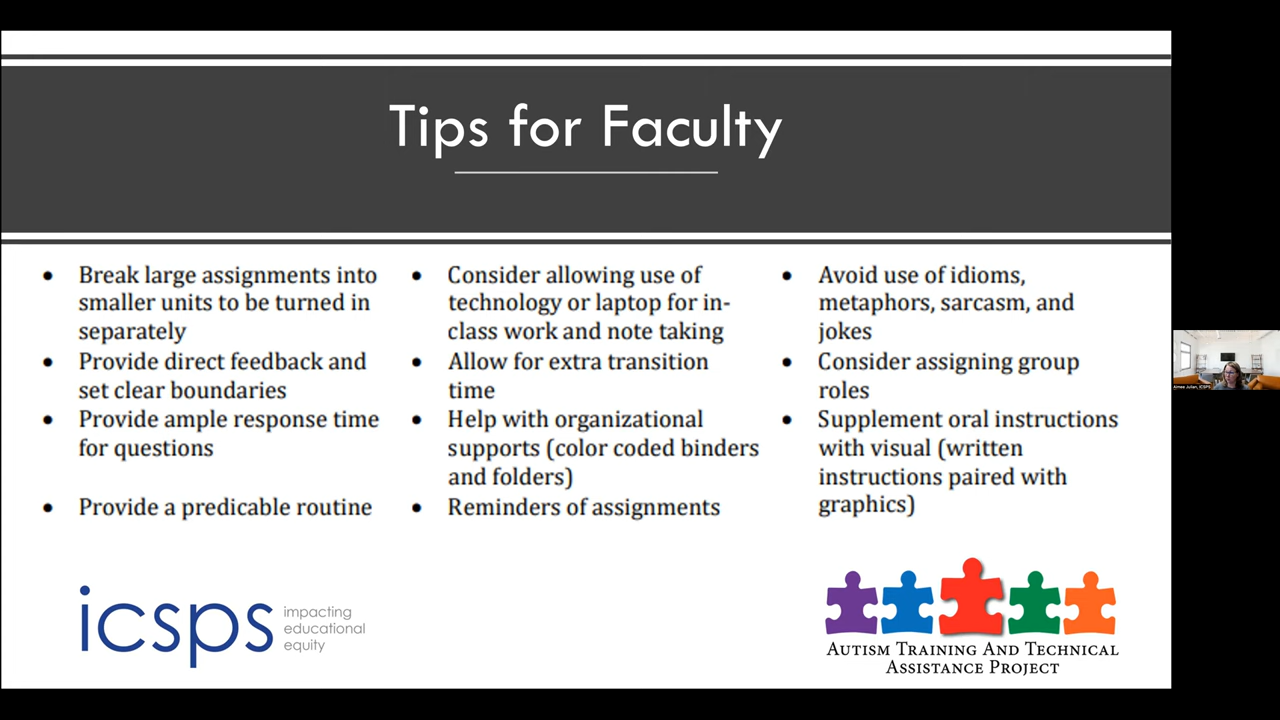 Tips for Faculty
• Break large assignments into
smaller units to be turned in
separately
• Provide direct feedback and
set clear boundaries
• Provide ample response time
for questions
• Provide a predicable routine
• Consider allowing use of
technology or laptop for in-
class work and note taking
• Allow for extra transition
time
• Help with organizational
supports (color coded binders
and folders)
• Reminders of assignments
• Avoid use of idioms,
metaphors, sarcasm, and
jokes
• Consider assigning group
roles
• Supplement oral instructions
with visual (written
instructions paired with
graphics)
icsps
impacting
educational
equity
AUTISM TRAINING AND TECHNICAL
ASSISTANCE PROJECT
Aimee Julian, ICSPS